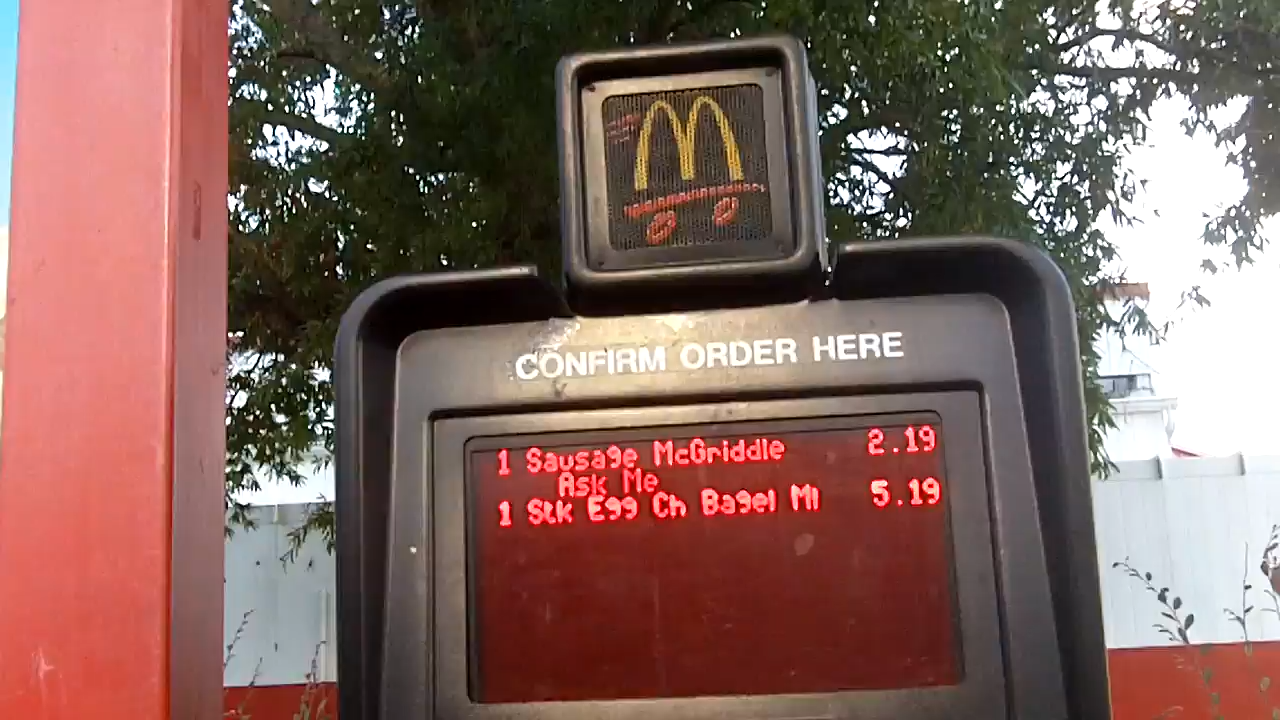 CONFIRM ORDER HERE
1 Sausage McGriddle 2.19
Ask Me
1 Stk Egg Ch Bagel Ml 5.19